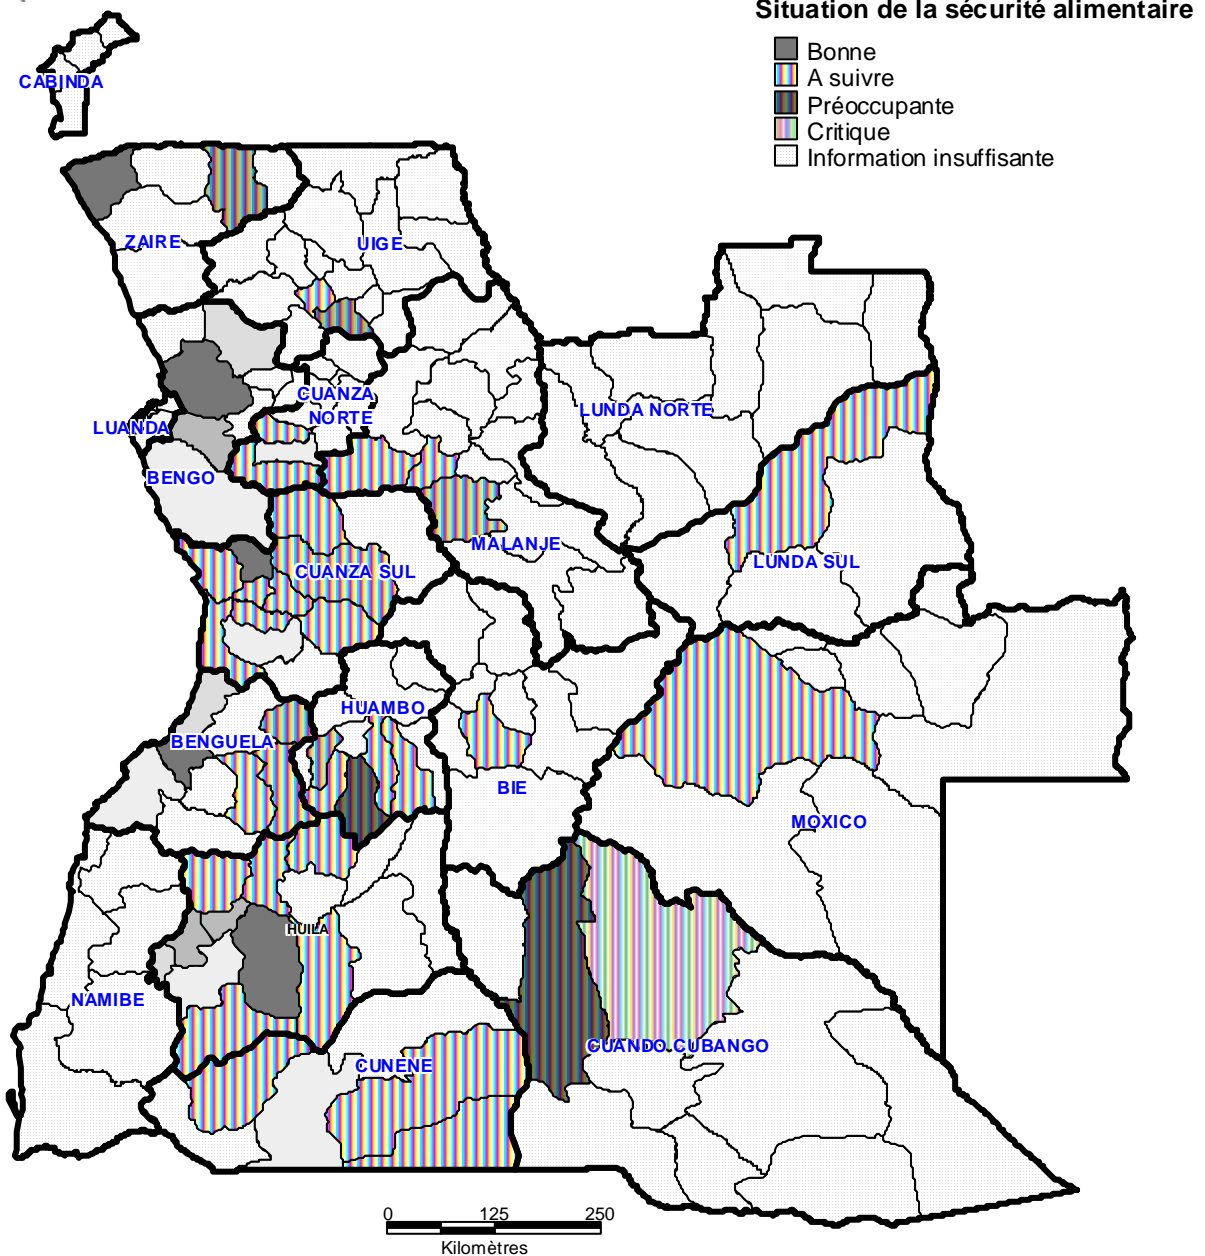 Situation de la sécurité alimentaire
Bonne
A suivre
Préoccupante
Critique
Information insuffisante
CABINDA
ZAIRE
UIGE
CUANZA
NORTE
LUNDA NORTE
LUANDA
BENGO
MALANJE
LUNDA SUL
CUANZA SUL
HUAMBO
BENGUELA
BIE
MOXICO
HUILA
NAMIBE
CUANDO CUBANGO
CUNENE
0 125 250
Kilomètres